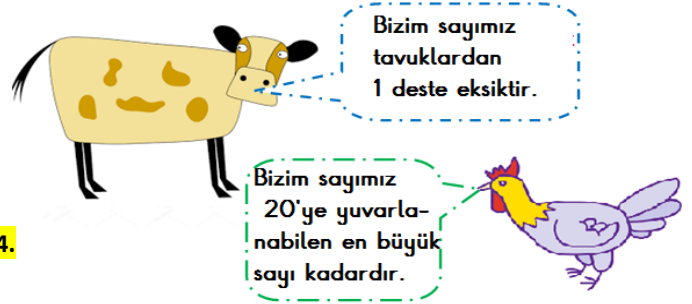 Bizim sayımız
tavuklardan
1 deste eksiktir.
Bizim sayımız
20'ye yuvarla-
nabilen en büyük
sayı kadardır.
4.